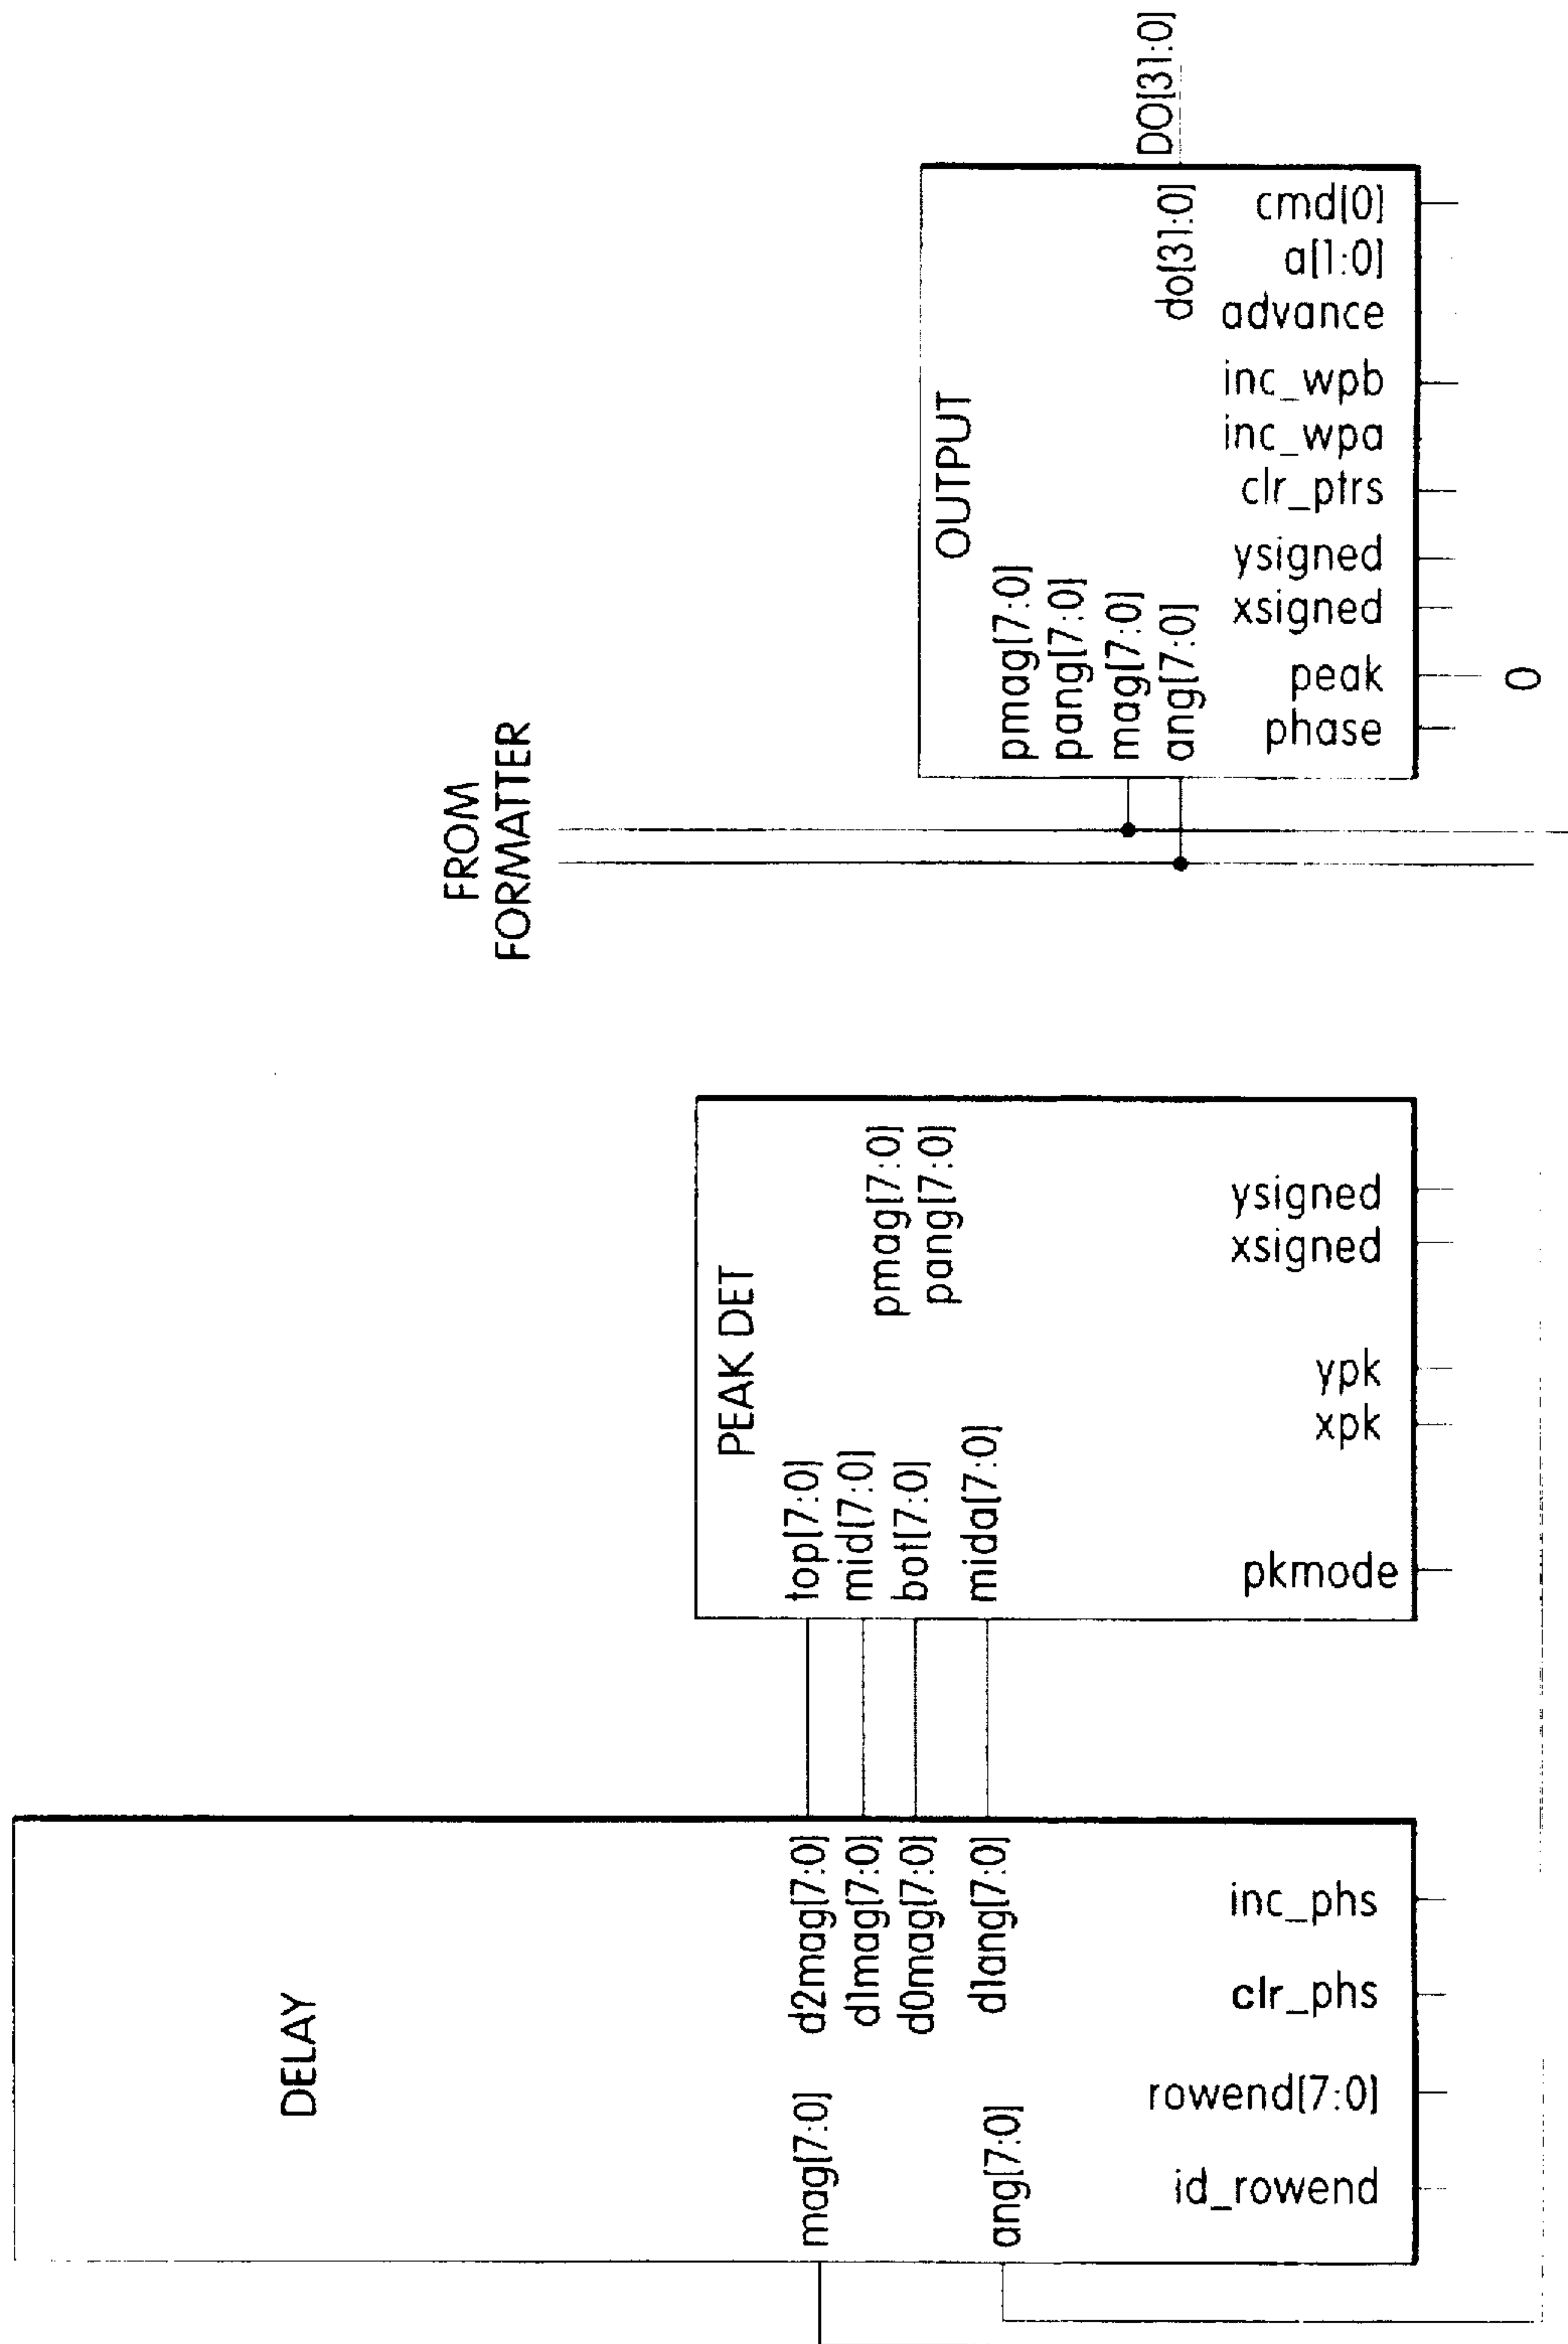 DELAY
mag[7:0]
ang[7:0]
d2mag[7:0]
d1mag[7:0]
d0mag[7:0]
d1ang[7:0]
id_rowend
rowend[7:0]
clr_phs
inc_phs
PEAK DET
top[7:0]
mid[7:0]
bot[7:0]
mida[7:0]
pmag[7:0]
pang[7:0]
pkmode
xpk
ypk
xsigned
ysigned
FROM
FORMATTER
OUTPUT
pmag[7:0]
pang[7:0]
mag[7:0]
ang[7:0]
do[31:0]
DO[31:0]
phase
peak
xsigned
ysigned
clr_ptrs
inc_wpa
inc_wpb
advance
a[1:0]
cmd[0]
0